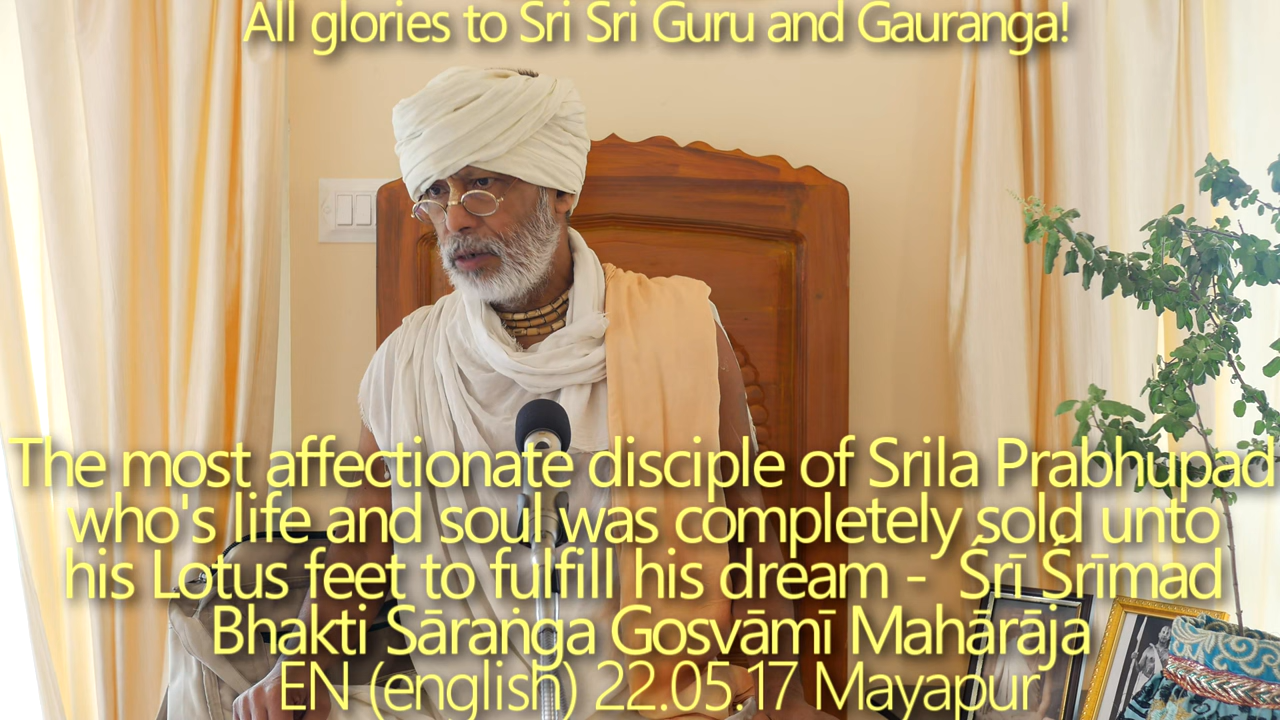 All glories to Sri Sri Guru and Gauranga!
The most affectionate disciple of Srila Prabhupad
who's life and soul was completely sold unto
his Lotus feet to fulfill his dream - Śrī Śrīmad
Bhakti Sāraṅga Gosvāmī Mahārāja
EN (english) 22.05.17 Mayapur